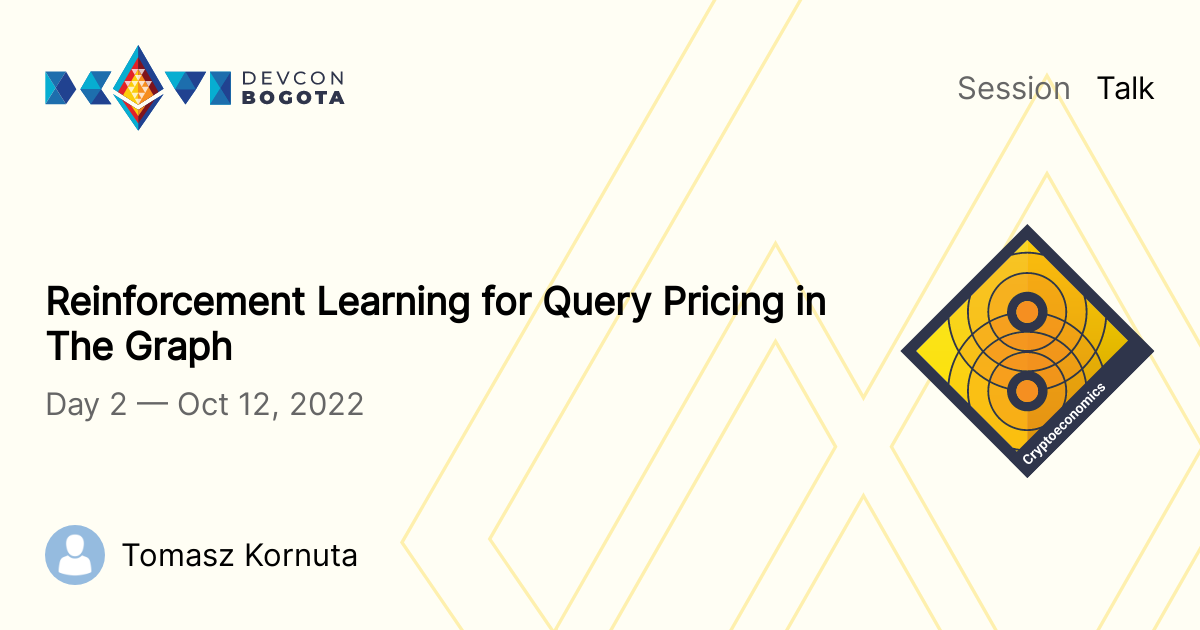 DEVCON
BOGOTA
Session Talk
Reinforcement Learning for Query Pricing in
The Graph
Day 2 — Oct 12, 2022
Cryptoeconomics
Tomasz Kornuta